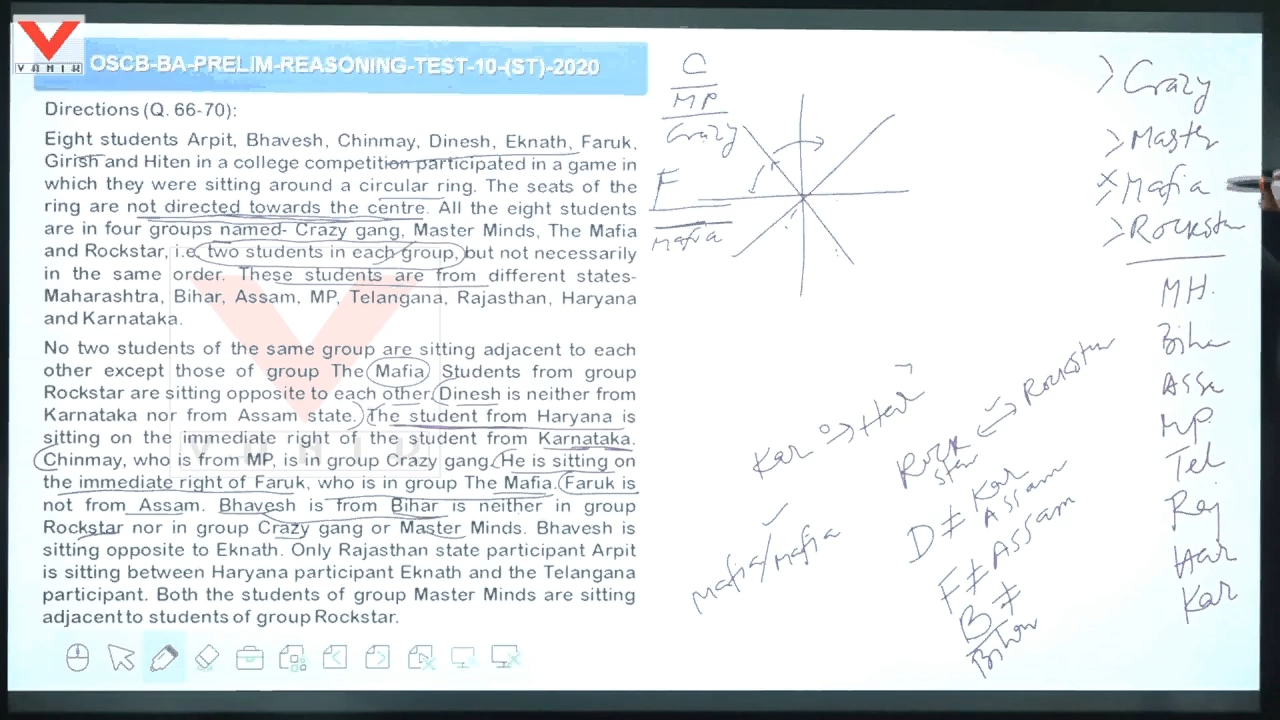 VANIK
OSCB-BA-PRELIM-REASONING-TEST-10-(ST)-2020
Directions (Q. 66-70):
Eight students Arpit, Bhavesh, Chinmay, Dinesh, Eknath, Faruk,
Girish and Hiten in a college competition participated in a game in
which they were sitting around a circular ring. The seats of the
ring are not directed towards the centre. All the eight students
are in four groups named- Crazy gang, Master Minds, The Mafia
and Rockstar, i.e. two students in each group, but not necessarily
in the same order. These students are from different states-
Maharashtra, Bihar, Assam, MP, Telangana, Rajasthan, Haryana
and Karnataka.
No two students of the same group are sitting adjacent to each
other except those of group The Mafia Students from group
Rockstar are sitting opposite to each other. Dinesh is neither from
Karnataka nor from Assam state. The student from Haryana is
sitting on the immediate right of the student from Karnataka.
Chinmay, who is from MP, is in group Crazy gang. He is sitting on
the immediate right of Faruk, who is in group The Mafia. Faruk is
not from Assam. Bhavesh is from Bihar is neither in group
Rockstar nor in group Crazy gang or Master Minds. Bhavesh is
sitting opposite to Eknath. Only Rajasthan state participant Arpit
is sitting between Haryana participant Eknath and the Telangana
participant. Both the students of group Master Minds are sitting
adjacent to students of group Rockstar.
VANIK
C
MP
Crazy
F
Mafia
Crazy
Master
Mafia
MH.
MP
Tel
Raj
Har
Kar
Kar
Mafia/Mafia
Rock
D ≠ Kar
Assam
F ≠ Assam
B ≠